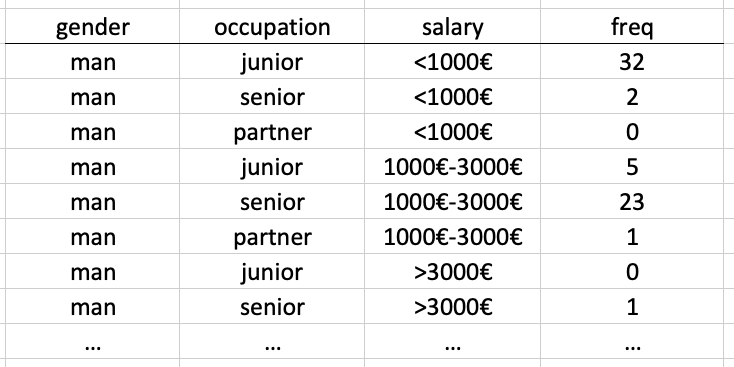 gender occupation salary freq
man junior <1000€ 32
man senior <1000€ 2
man partner <1000€ 0
man junior 1000€-3000€ 5
man senior 1000€-3000€ 23
man partner 1000€-3000€ 1
man junior >3000€ 0
man senior >3000€ 1
... ... ... ...